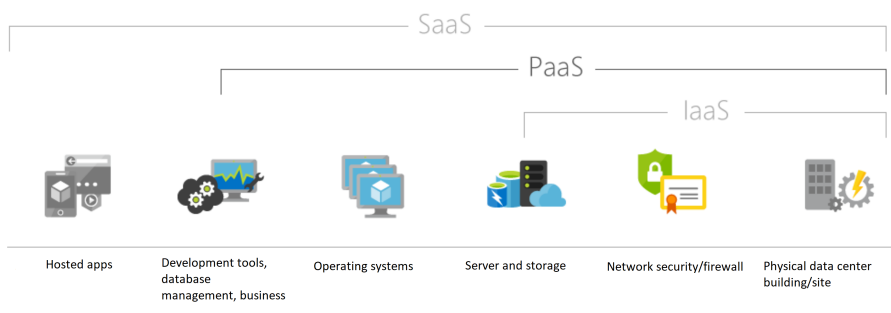 SaaS
PaaS
IaaS
Hosted apps
Development tools,
database
management, business
Operating systems
Server and storage
Network security/firewall
Physical data center
building/site